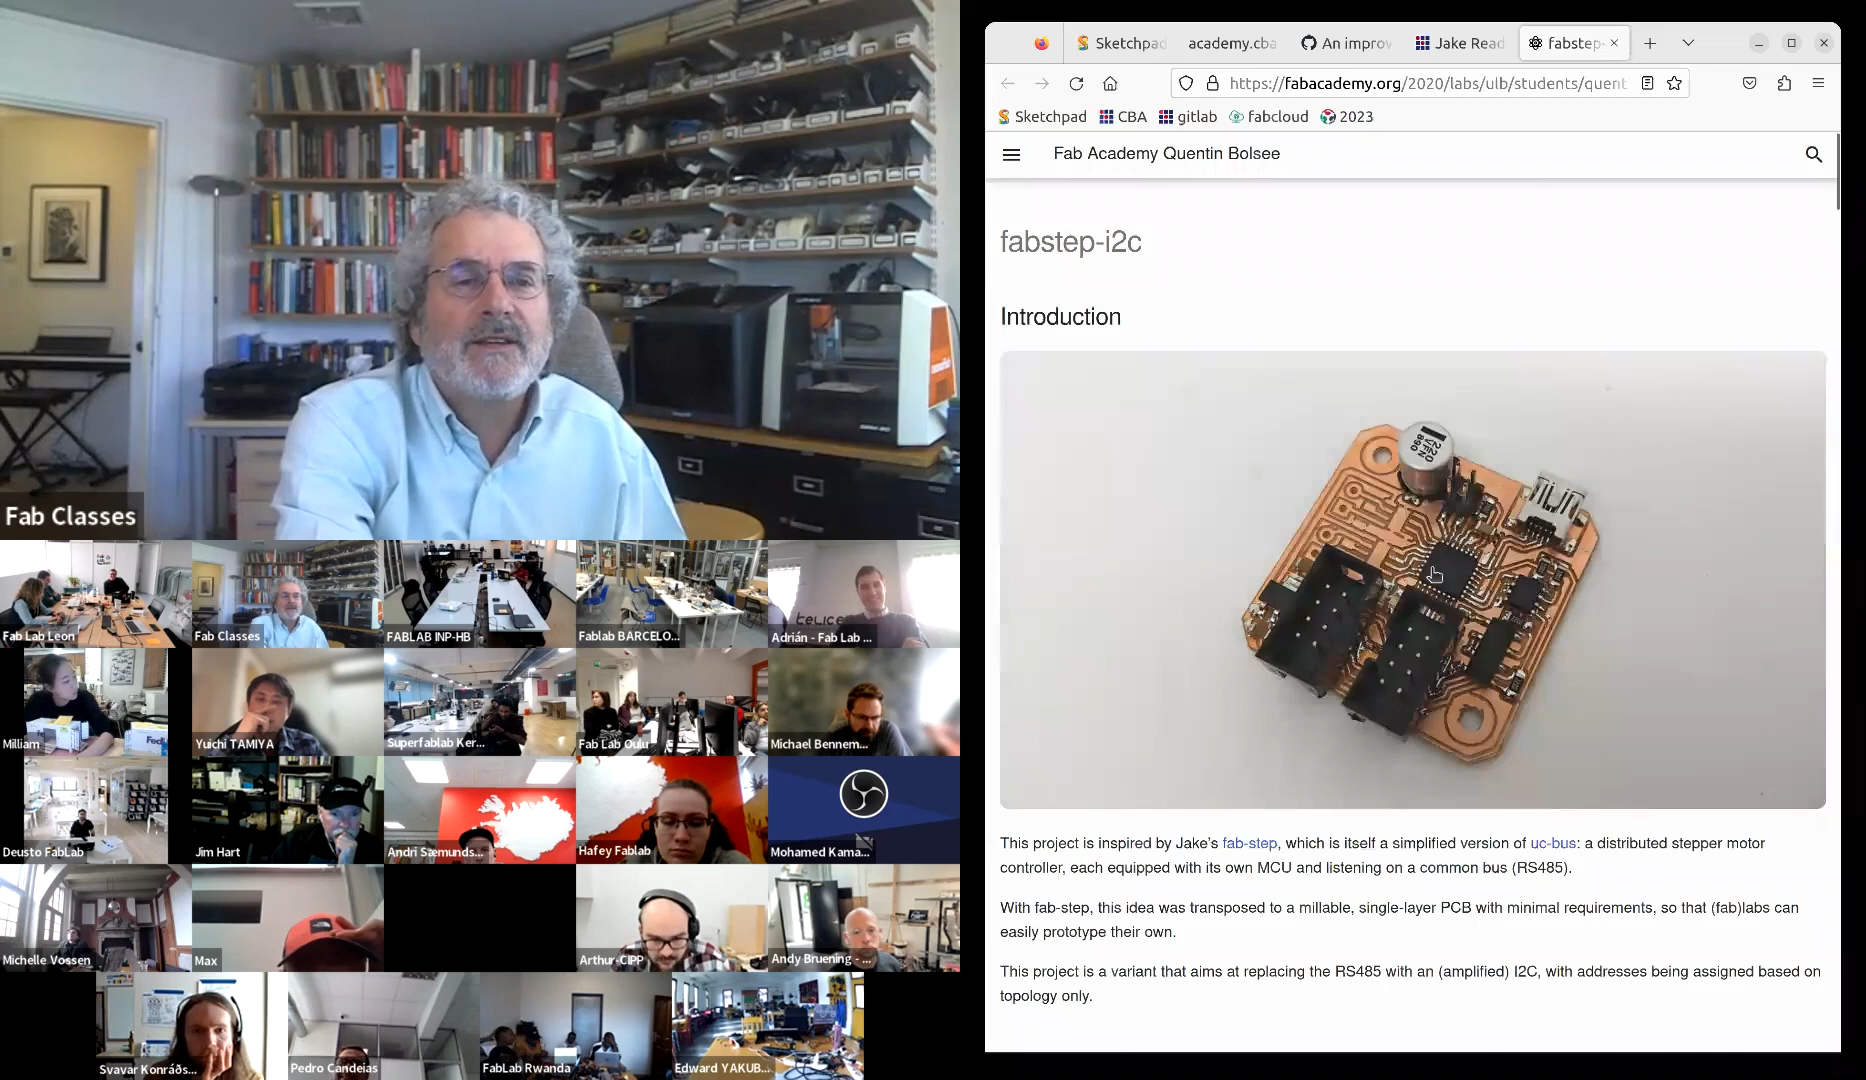 Fab Classes
Fab Lab Leon
Fab Classes
FABLAB INP-HB
Fablab BARCELO...
Adrián - Fab Lab ...
Milliam
Yuichi TAMIYA
Superfablab Ker...
Fab Lab Oulu
Michael Bennem...
Deusto FabLab
Jim Hart
Andri Sæmunds...
Hafey Fablab
Mohamed Kama...
Michelle Vossen
Max
Arthur-CIPP
Andy Bruening - ...
Svavar Konráðs...
Pedro Candeias
FabLab Rwanda
Edward YAKUB...
Sketchpad
academy.cba
An improv
Jake Read
fabstep-
https://fabacademy.org/2020/labs/ulb/students/quent
Sketchpad CBA gitlab fabcloud 2023
Fab Academy Quentin Bolsee
fabstep-i2c
Introduction
220
VFN
890
This project is inspired by Jake's fab-step, which is itself a simplified version of uc-bus: a distributed stepper motor
controller, each equipped with its own MCU and listening on a common bus (RS485).
With fab-step, this idea was transposed to a millable, single-layer PCB with minimal requirements, so that (fab)labs can
easily prototype their own.
This project is a variant that aims at replacing the RS485 with an (amplified) I2C, with addresses being assigned based on
topology only.